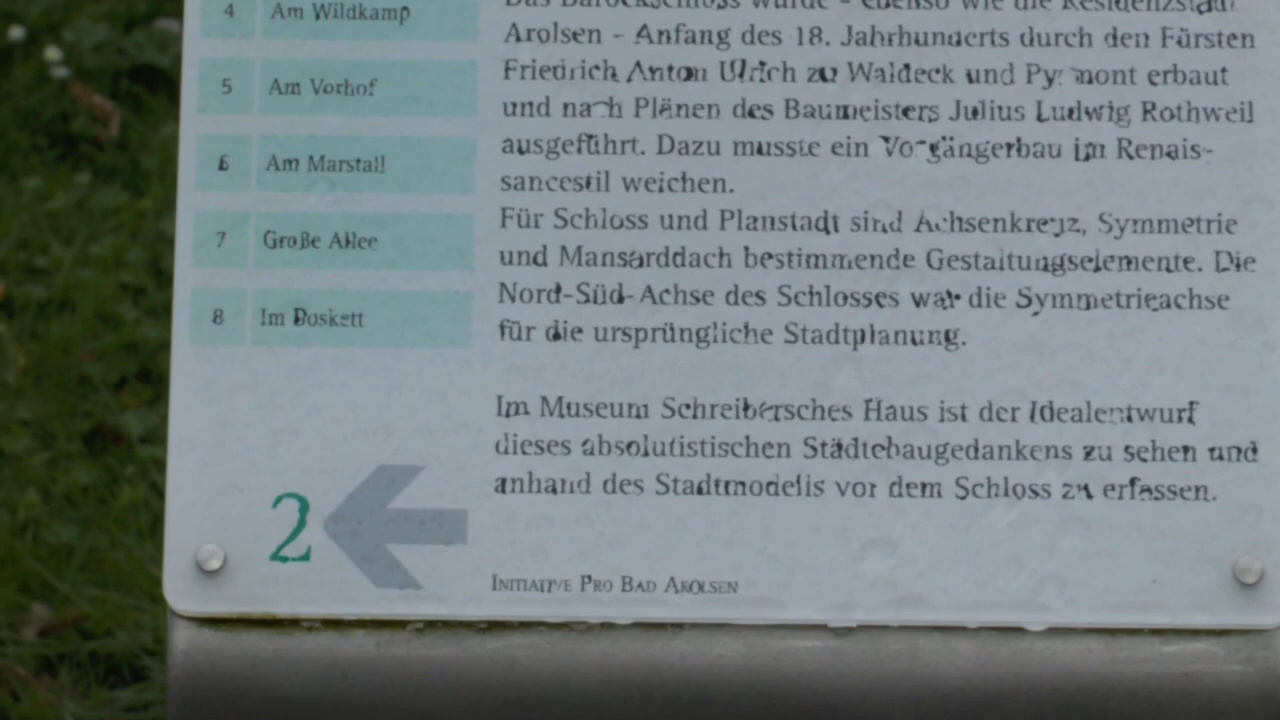 4 Am Wildkamp
5 Am Vorhof
6 Am Marstall
7 Große Allee
8 Im Boskett
Das Barockschloss wurde – ebenso wie die Residenzstadt
Arolsen – Anfang des 18. Jahrhunderts durch den Fürsten
Friedrich Anton Ulrich zu Waldeck und Pyrmont erbaut
und nach Plänen des Baumeisters Julius Ludwig Rothweil
ausgeführt. Dazu musste ein Vorgängerbau im Renais-
sancestil weichen.
Für Schloss und Planstadt sind Achsenkreuz, Symmetrie
und Mansarddach bestimmende Gestaltungselemente. Die
Nord-Süd-Achse des Schlosses war die Symmetrieachse
für die ursprüngliche Stadtplanung.
Im Museum Schreibersches Haus ist der Idealentwurf
dieses absolutistischen Städtebaugedankens zu sehen und
anhand des Stadtmodells vor dem Schloss zu erfassen.
2
Initiative Pro Bad Arolsen